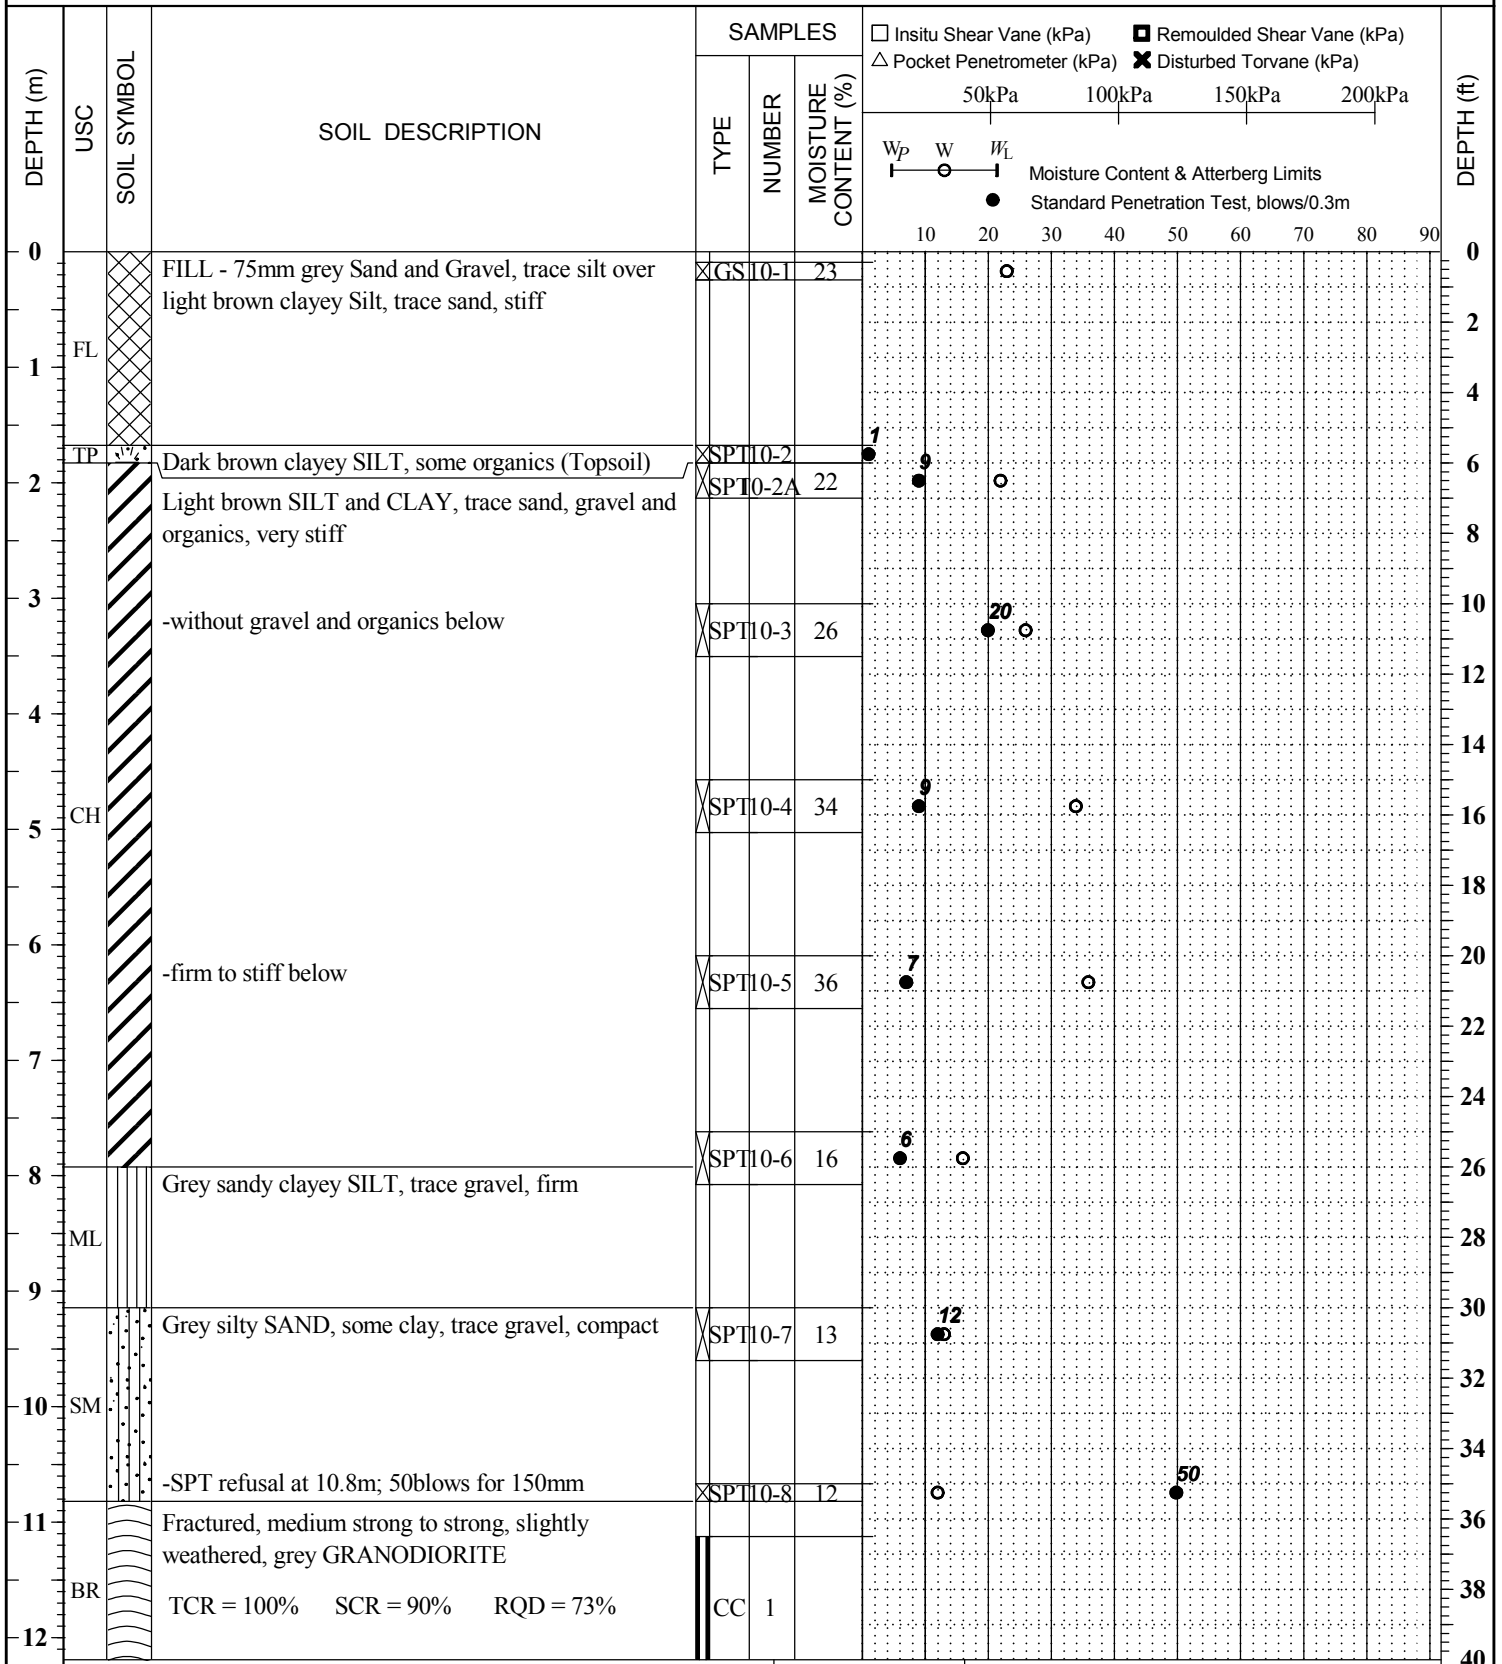 DEPTH (m)
USC
SOIL SYMBOL
SOIL DESCRIPTION
SAMPLES
TYPE
NUMBER
MOISTURE
CONTENT (%)
Insitu Shear Vane (kPa)
Remoulded Shear Vane (kPa)
Pocket Penetrometer (kPa)
Disturbed Torvane (kPa)
50kPa 100kPa 150kPa 200kPa
WP W WL
Moisture Content & Atterberg Limits
Standard Penetration Test, blows/0.3m
10 20 30 40 50 60 70 80 90
DEPTH (ft)
0
1
2
3
4
5
6
7
8
9
10
11
12
FL
TP
CH
ML
SM
BR
FILL - 75mm grey Sand and Gravel, trace silt over
light brown clayey Silt, trace sand, stiff
Dark brown clayey SILT, some organics (Topsoil)
Light brown SILT and CLAY, trace sand, gravel and
organics, very stiff
-without gravel and organics below
-firm to stiff below
Grey sandy clayey SILT, trace gravel, firm
Grey silty SAND, some clay, trace gravel, compact
-SPT refusal at 10.8m; 50blows for 150mm
Fractured, medium strong to strong, slightly
weathered, grey GRANODIORITE
TCR = 100% SCR = 90% RQD = 73%
GS 10-1 23
SPT 10-2
SPT 10-2A 22
SPT 10-3 26
SPT 10-4 34
SPT 10-5 36
SPT 10-6 16
SPT 10-7 13
SPT 10-8 12
CC 1
1
9
20
9
7
6
12
50
0
2
4
6
8
10
12
14
16
18
20
22
24
26
28
30
32
34
36
38
40